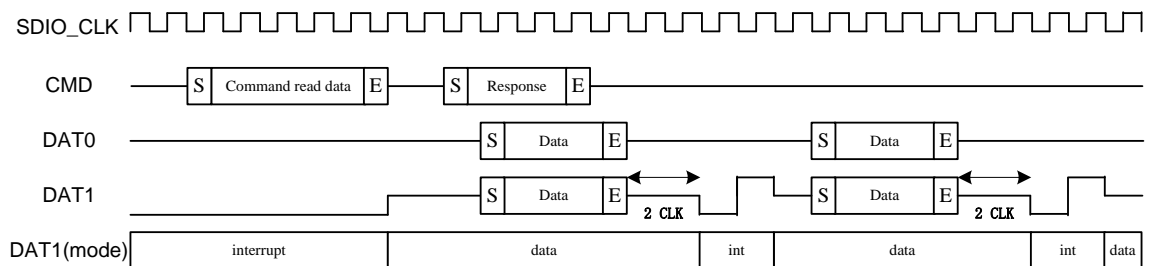 SDIO_CLK
CMD S Command read data E S Response E
DAT0 S Data E S Data E
DAT1 S Data E 2 CLK S Data E 2 CLK
DAT1(mode) interrupt data int data int data